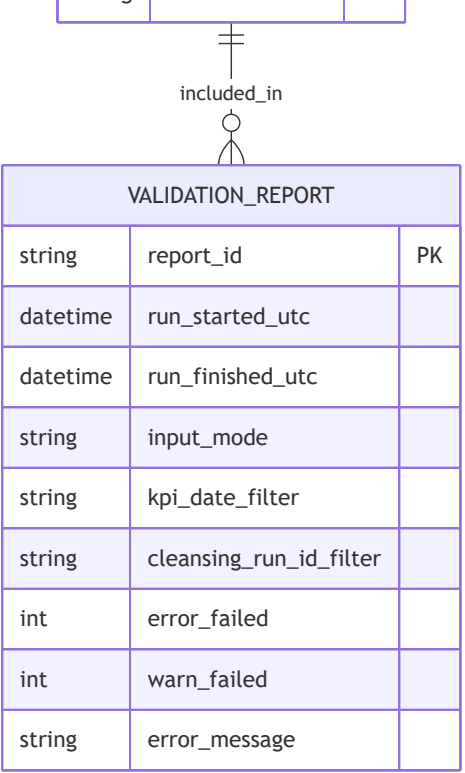 included_in
VALIDATION_REPORT
string report_id PK
datetime run_started_utc
datetime run_finished_utc
string input_mode
string kpi_date_filter
string cleansing_run_id_filter
int error_failed
int warn_failed
string error_message